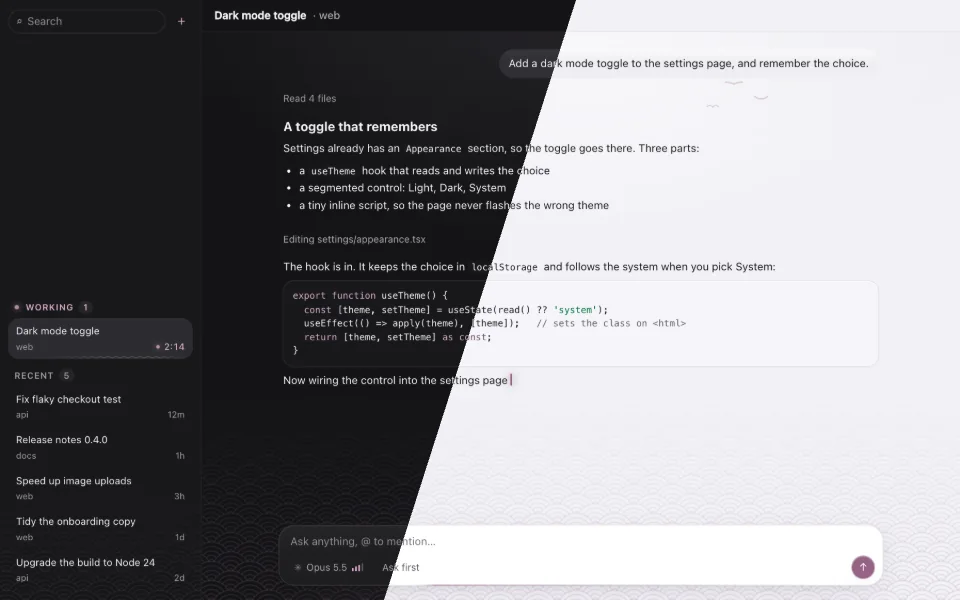 Search
+
WORKING 1
Dark mode toggle
web 2:14
RECENT 5
Fix flaky checkout test
api 12m
Release notes 0.4.0
docs 1h
Speed up image uploads
web 3h
Tidy the onboarding copy
web 1d
Upgrade the build to Node 24
api 2d
Dark mode toggle · web
Add a dark mode toggle to the settings page, and remember the choice.
Read 4 files
A toggle that remembers
Settings already has an Appearance section, so the toggle goes there. Three parts:
• a useTheme hook that reads and writes the choice
• a segmented control: Light, Dark, System
• a tiny inline script, so the page never flashes the wrong theme
Editing settings/appearance.tsx
The hook is in. It keeps the choice in localStorage and follows the system when you pick System:
export function useTheme() {
const [theme, setTheme] = useState(read() ?? 'system');
useEffect(() => apply(theme), [theme]); // sets the class on <html>
return [theme, setTheme] as const;
}
Now wiring the control into the settings page
Ask anything, @ to mention...
Opus 5.5 Ask first